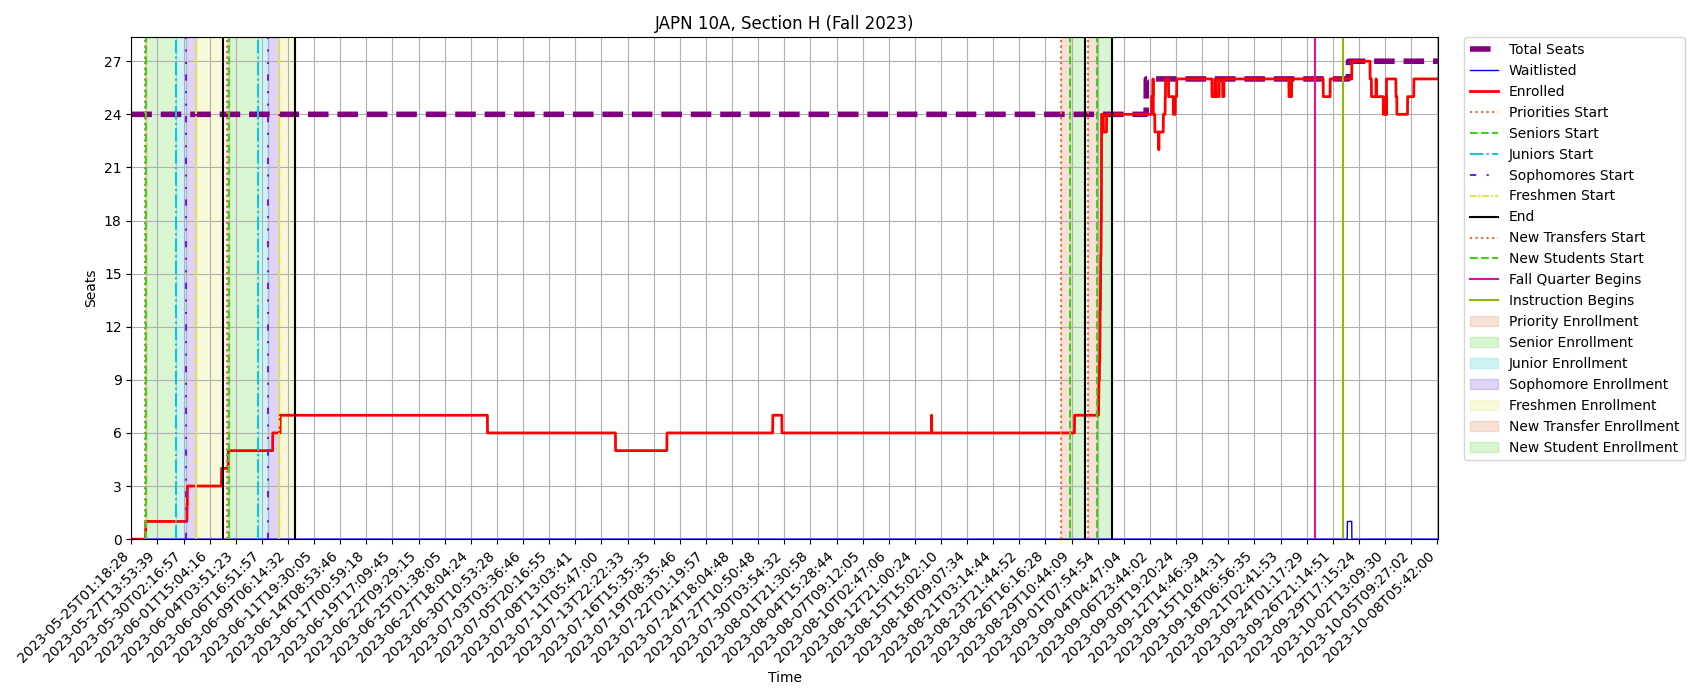 JAPN 10A, Section H (Fall 2023)
Seats
27
24
21
18
15
12
9
6
3
0
2023-05-25T01:18:28
2023-05-27T13:53:39
2023-05-30T02:16:57
2023-06-01T15:04:16
2023-06-04T03:51:23
2023-06-06T16:51:57
2023-06-09T06:14:32
2023-06-11T19:30:05
2023-06-14T08:53:46
2023-06-17T00:59:18
2023-06-19T17:09:45
2023-06-22T09:29:15
2023-06-25T01:38:05
2023-06-27T18:04:24
2023-06-30T10:53:28
2023-07-03T03:36:46
2023-07-05T20:16:55
2023-07-08T13:03:41
2023-07-11T05:47:00
2023-07-13T22:22:33
2023-07-16T15:35:35
2023-07-19T08:35:46
2023-07-22T01:19:57
2023-07-24T18:04:48
2023-07-27T10:50:48
2023-07-30T03:54:32
2023-08-01T21:30:58
2023-08-04T15:28:44
2023-08-07T09:12:05
2023-08-10T02:47:06
2023-08-12T21:00:24
2023-08-15T15:02:10
2023-08-18T09:07:34
2023-08-21T03:14:44
2023-08-23T21:44:52
2023-08-26T16:16:28
2023-08-29T10:44:09
2023-09-01T07:54:54
2023-09-04T04:47:04
2023-09-06T23:44:02
2023-09-09T19:20:24
2023-09-12T14:46:39
2023-09-15T10:44:31
2023-09-18T06:56:35
2023-09-21T02:41:53
2023-09-24T01:17:29
2023-09-26T21:14:51
2023-09-29T17:15:24
2023-10-02T13:09:30
2023-10-05T09:27:02
2023-10-08T05:42:00
Time
Total Seats
Waitlisted
Enrolled
Priorities Start
Seniors Start
Juniors Start
Sophomores Start
Freshmen Start
End
New Transfers Start
New Students Start
Fall Quarter Begins
Instruction Begins
Priority Enrollment
Senior Enrollment
Junior Enrollment
Sophomore Enrollment
Freshmen Enrollment
New Transfer Enrollment
New Student Enrollment